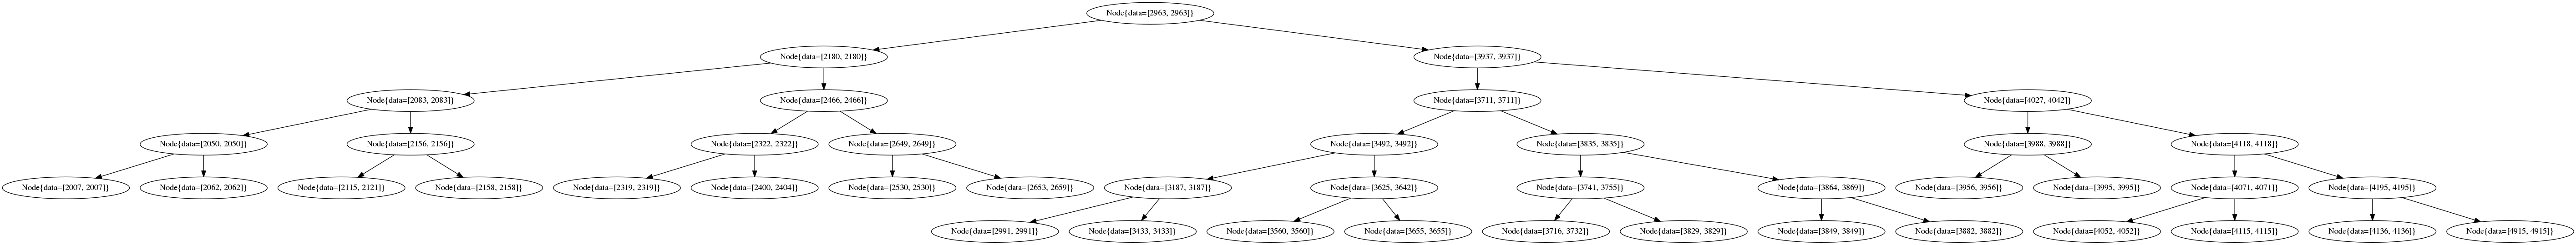 Node{data=[2963, 2963]}
Node{data=[2180, 2180]}
Node{data=[3937, 3937]}
Node{data=[2083, 2083]}
Node{data=[2466, 2466]}
Node{data=[3711, 3711]}
Node{data=[4027, 4042]}
Node{data=[2050, 2050]}
Node{data=[2156, 2156]}
Node{data=[2322, 2322]}
Node{data=[2649, 2649]}
Node{data=[3492, 3492]}
Node{data=[3835, 3835]}
Node{data=[3988, 3988]}
Node{data=[4118, 4118]}
Node{data=[2007, 2007]}
Node{data=[2062, 2062]}
Node{data=[2115, 2121]}
Node{data=[2158, 2158]}
Node{data=[2319, 2319]}
Node{data=[2400, 2404]}
Node{data=[2530, 2530]}
Node{data=[2653, 2659]}
Node{data=[3187, 3187]}
Node{data=[3625, 3642]}
Node{data=[3741, 3755]}
Node{data=[3864, 3869]}
Node{data=[3956, 3956]}
Node{data=[3995, 3995]}
Node{data=[4071, 4071]}
Node{data=[4195, 4195]}
Node{data=[2991, 2991]}
Node{data=[3433, 3433]}
Node{data=[3560, 3560]}
Node{data=[3655, 3655]}
Node{data=[3716, 3732]}
Node{data=[3829, 3829]}
Node{data=[3849, 3849]}
Node{data=[3882, 3882]}
Node{data=[4052, 4052]}
Node{data=[4115, 4115]}
Node{data=[4136, 4136]}
Node{data=[4915, 4915]}